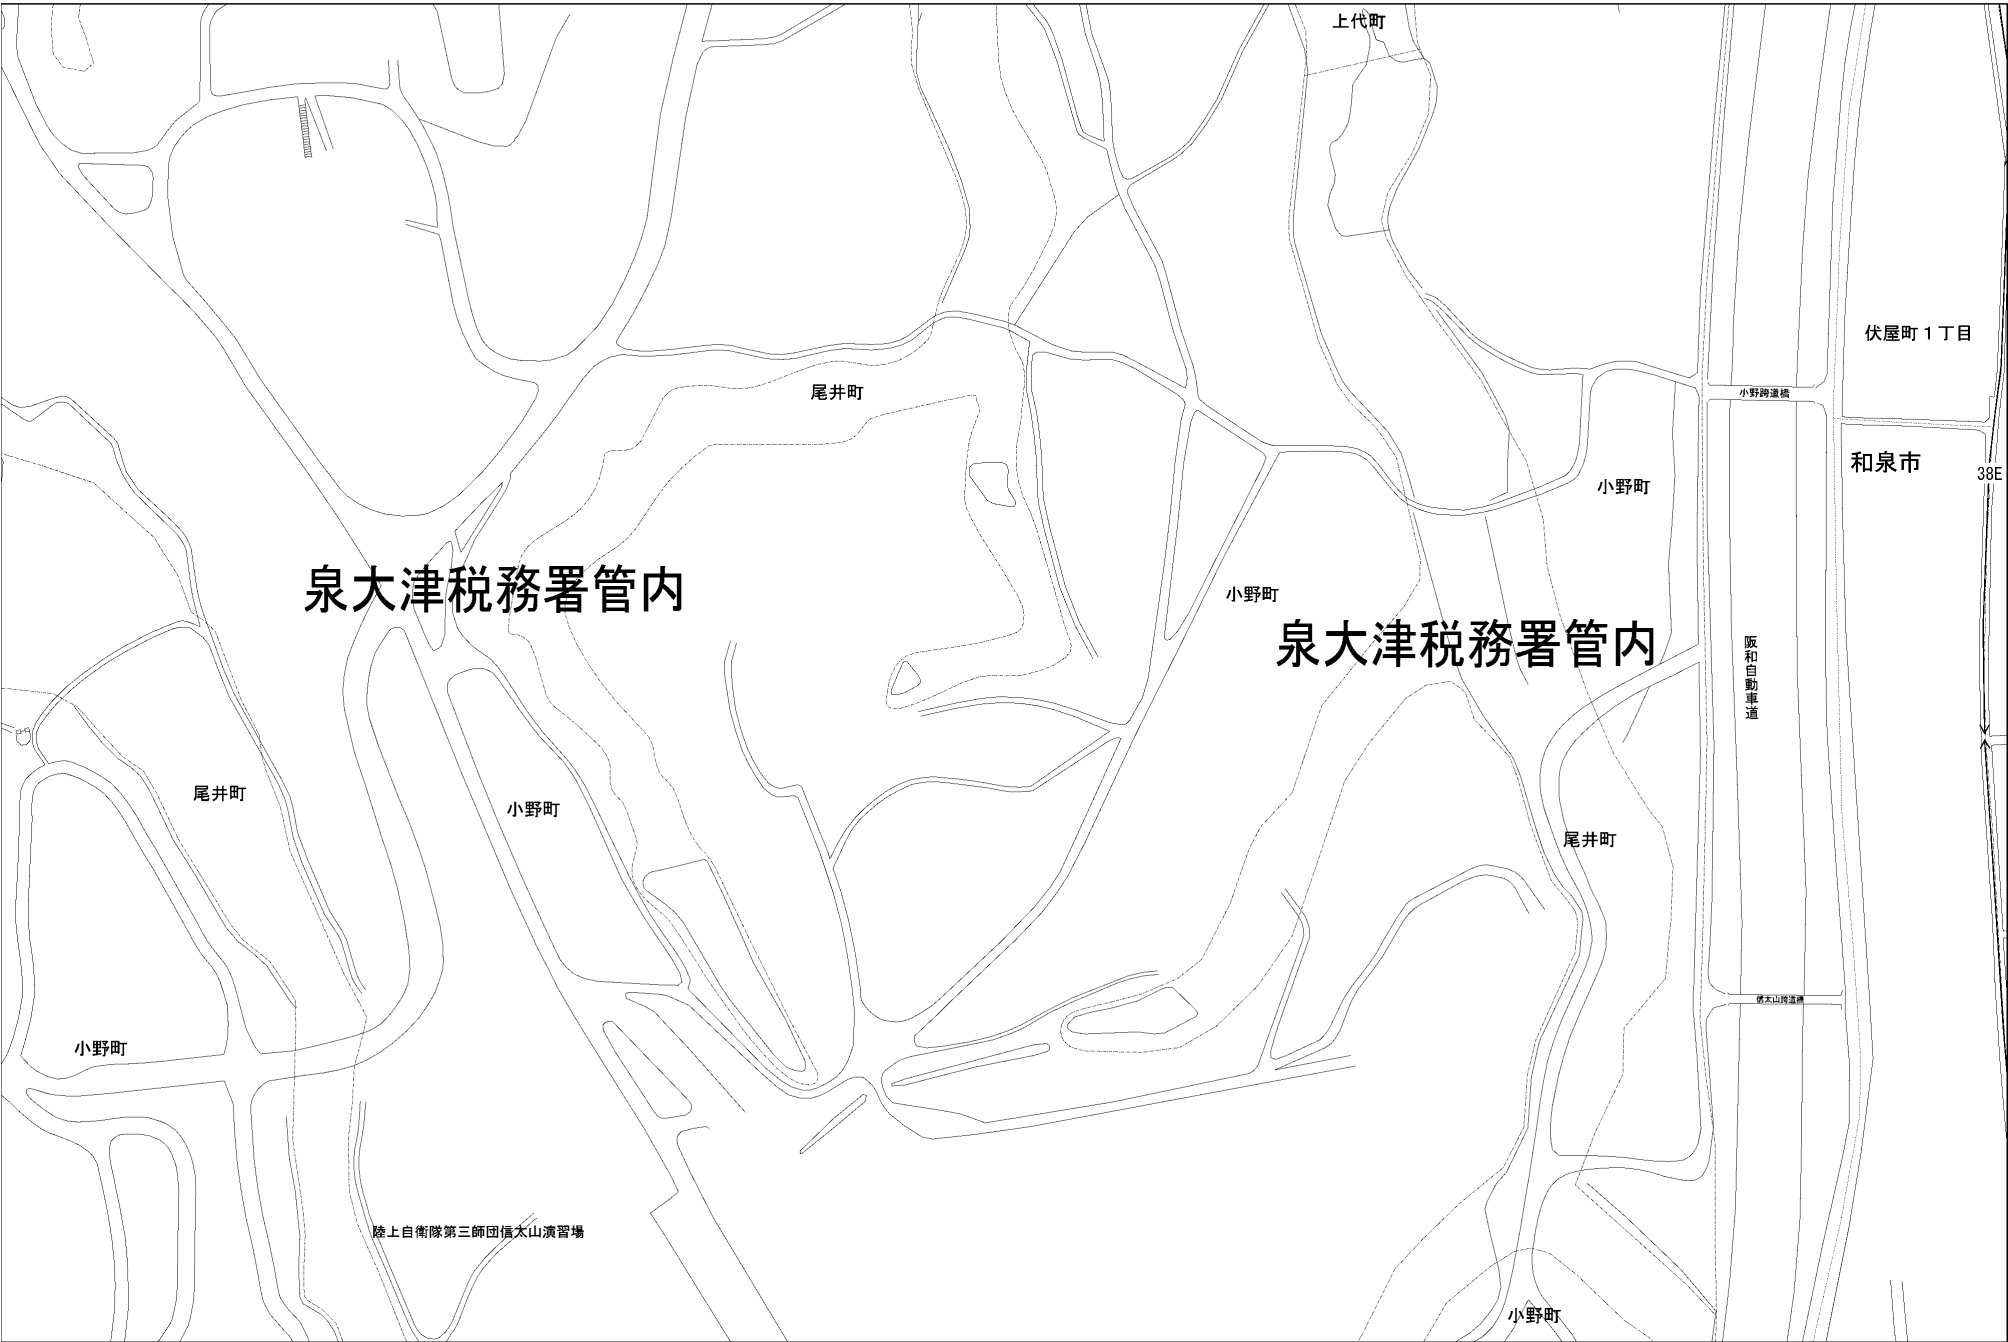 上代町
伏屋町１丁目
尾井町
小野跨道橋
和泉市
38E
小野町
泉大津税務署管内
小野町
泉大津税務署管内
阪和自動車道
尾井町
小野町
尾井町
信太山跨道橋
小野町
陸上自衛隊第三師団信太山演習場
小野町